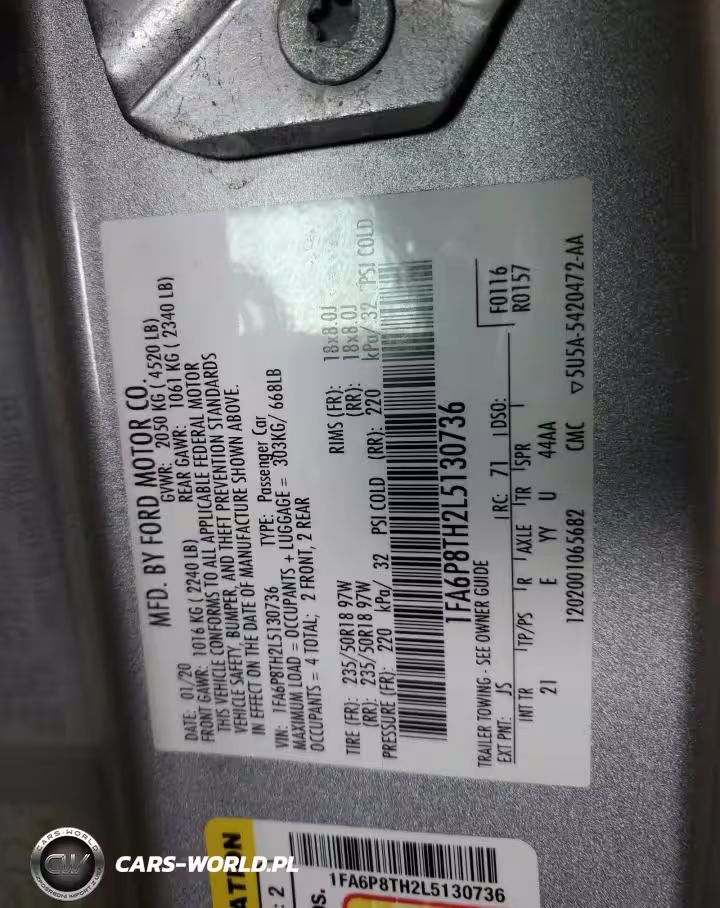 MFD. BY FORD MOTOR CO.
DATE: 01/20 GVWR: 2050 KG ( 4520 LB)
FRONT GAWR: 1016 KG ( 2240 LB) REAR GAWR: 1061 KG ( 2340 LB)
THIS VEHICLE CONFORMS TO ALL APPLICABLE FEDERAL MOTOR
VEHICLE SAFETY, BUMPER, AND THEFT PREVENTION STANDARDS
IN EFFECT ON THE DATE OF MANUFACTURE SHOWN ABOVE.
VIN: 1FA6P8TH2L5130736 TYPE: Passenger Car
MAXIMUM LOAD = OCCUPANTS + LUGGAGE = 303KG/ 668LB
OCCUPANTS = 4 TOTAL; 2 FRONT, 2 REAR
TIRE (FR): 235/50R18 97W RIMS (FR): 18x8.0J
(RR): 235/50R18 97W (RR): 18x8.0J
PRESSURE (FR): 220 kPa/ 32 PSI COLD (RR): 220 kPa/ 32 PSI COLD
1FA6P8TH2L5130736
TRAILER TOWING - SEE OWNER GUIDE
F0116
R0157
EXT PNT: JS RC: 71 DSO:
INT TR TP/PS R AXLE TR SPR
21 E YY U 44AA
1202001065682 CMC ▽5U5A-5420472-AA
1FA6P8TH2L5130736
CARS-WORLD
CW
CARS-WORLD.PL